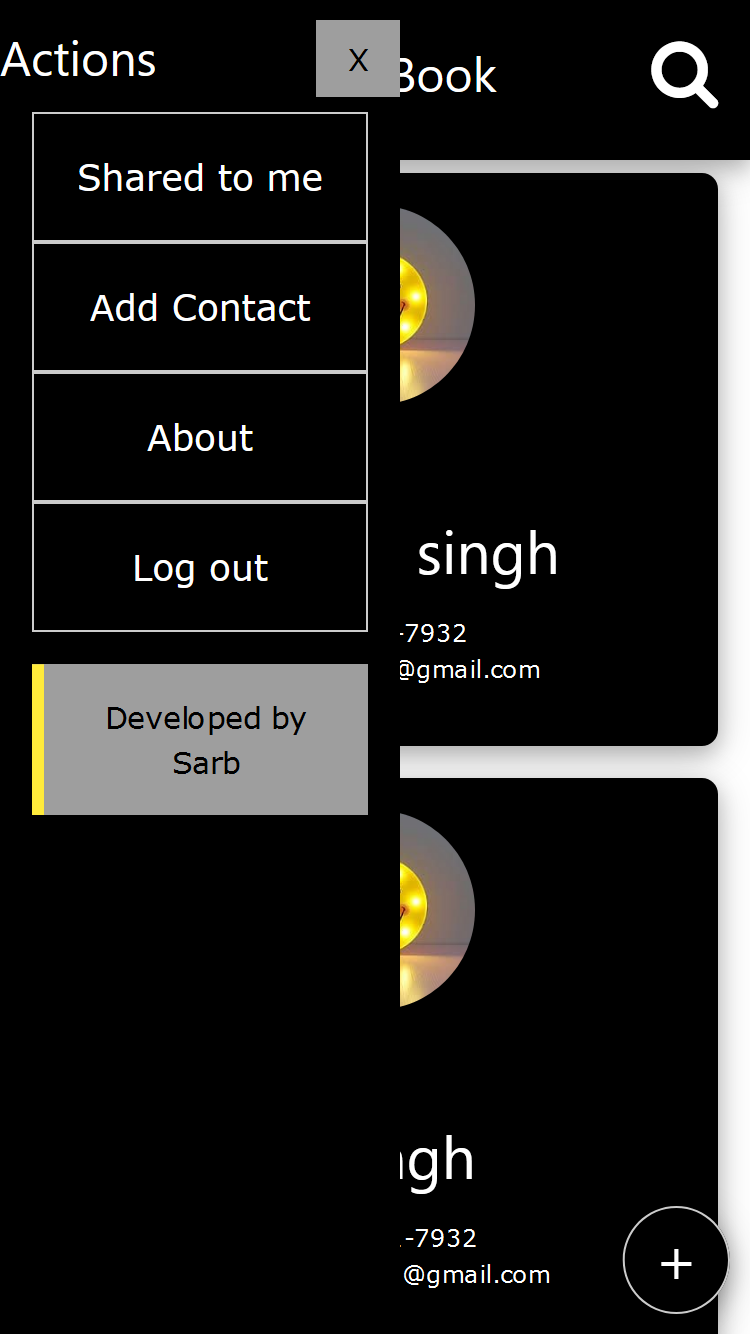 Actions
X
Book
Shared to me
Add Contact
About
Log out
Developed by
Sarb
singh
-7932
@gmail.com
ngh
-7932
@gmail.com
+